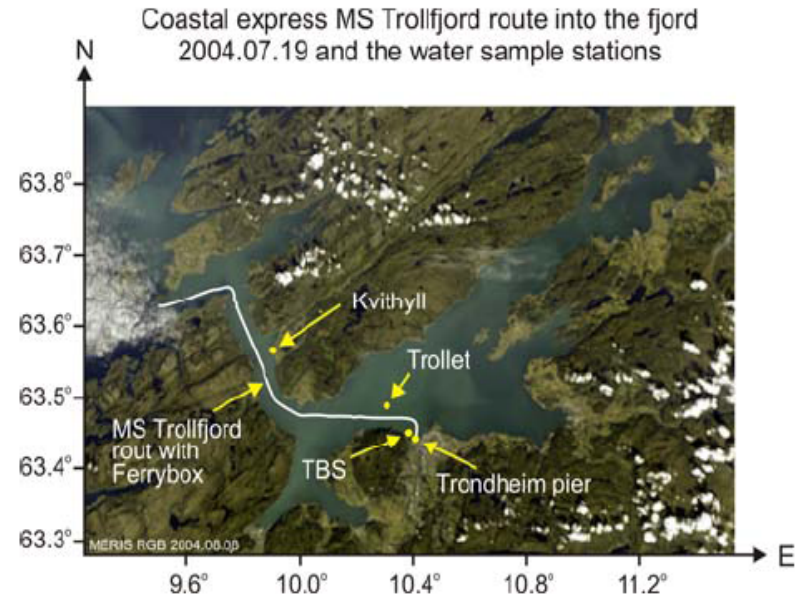 Coastal express MS Trollfjord route into the fjord
2004.07.19 and the water sample stations
N
63.8°
63.7°
63.6°
63.5°
63.4°
63.3°
Kvithyll
Trollet
MS Trollfjord
rout with
Ferrybox
TBS
Trondheim pier
MERIS RGB 2004.08.08
E
9.6°
10.0°
10.4°
10.8°
11.2°